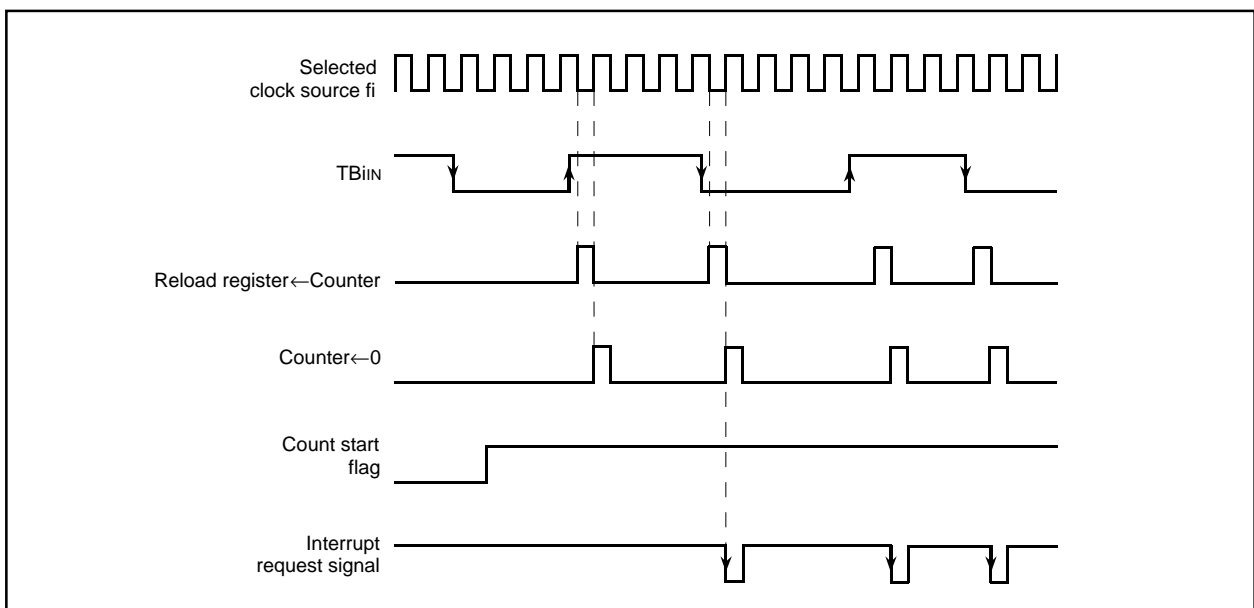 Selected
clock source fi
TBiIN
Reload register←Counter
Counter←0
Count start
flag
Interrupt
request signal